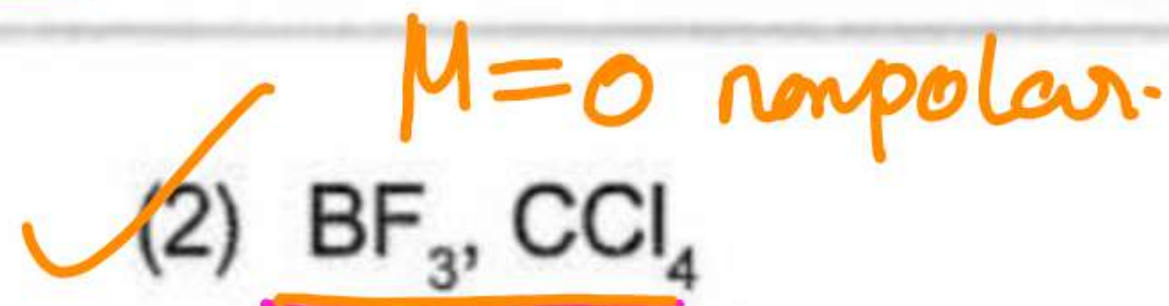 M=0 nonpolar.
(2) BF₃, CCl₄